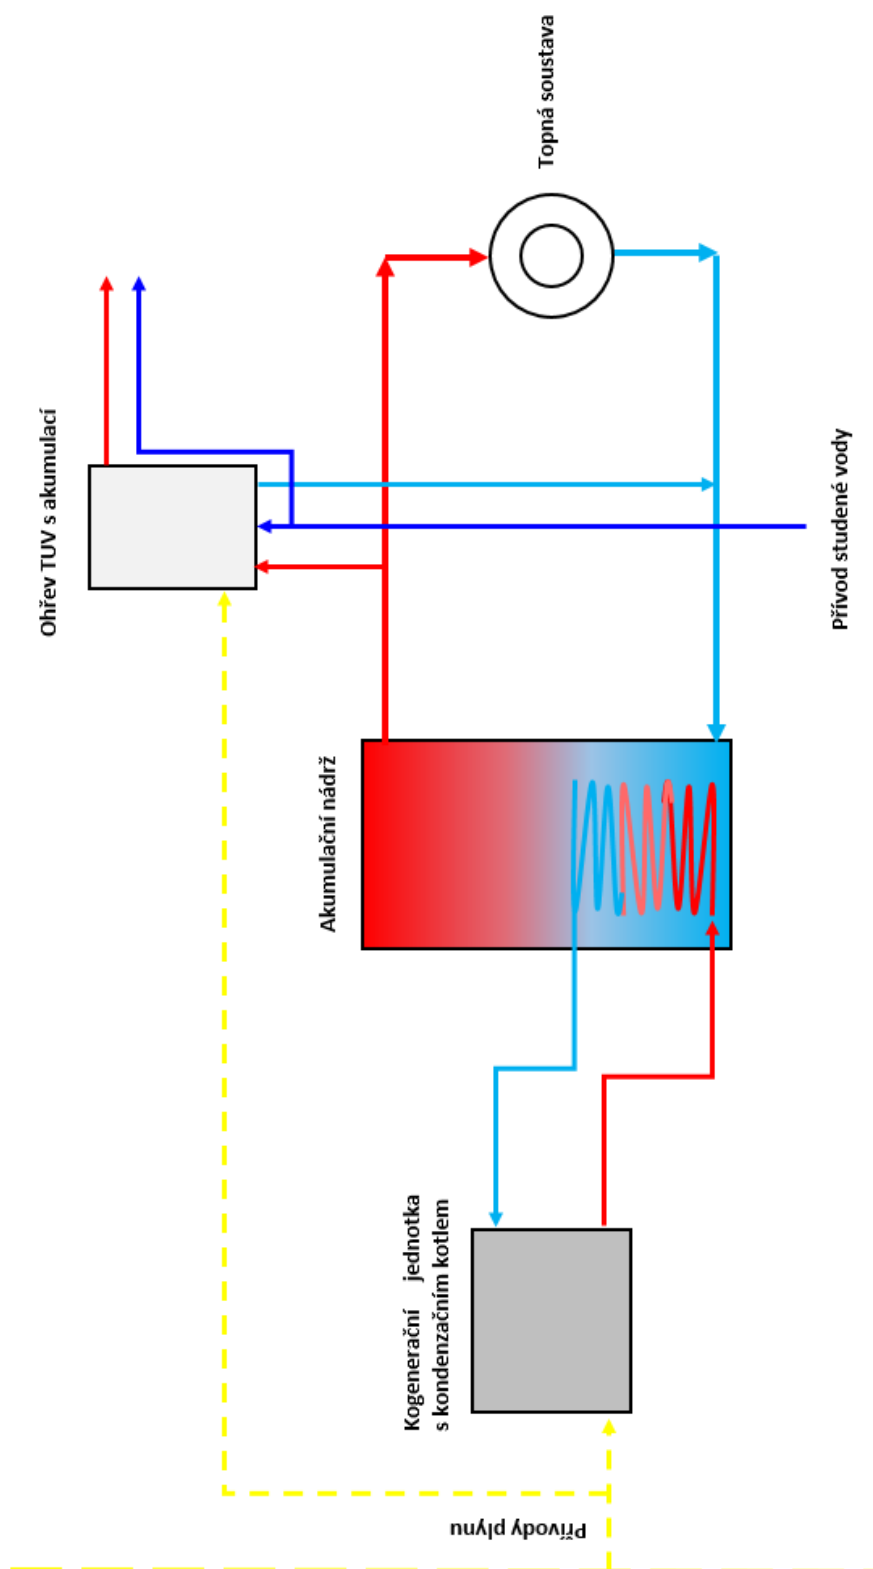 Topná soustava
Ohřev TUV s akumulací
Přívod studené vody
Akumulační nádrž
Kogenerační jednotka
s kondenzačním kotlem
Přívody plynu